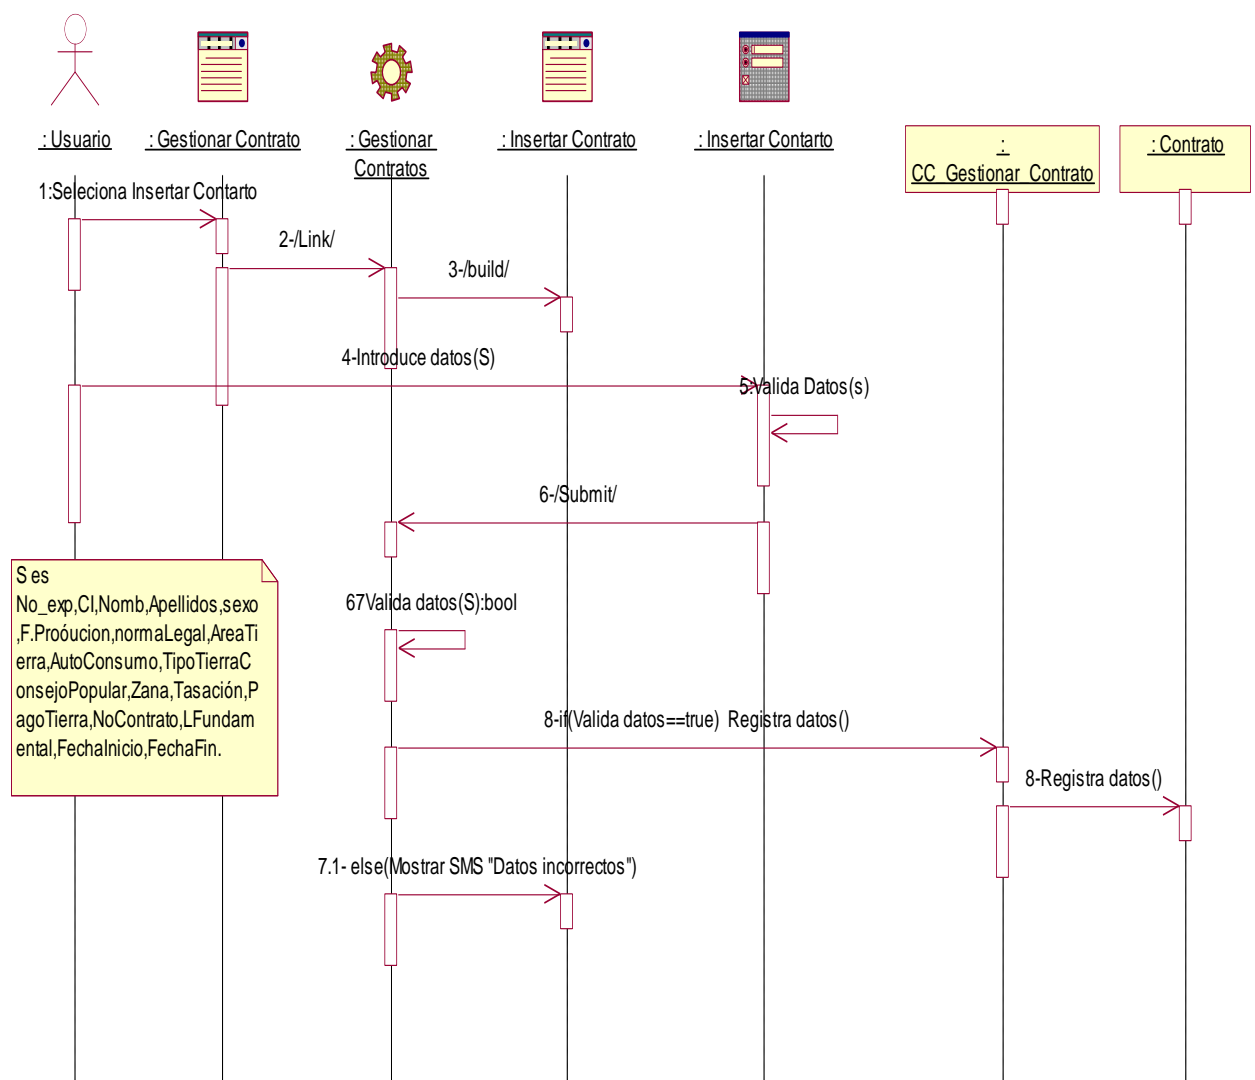 : Usuario
: Gestionar Contrato
: Gestionar
Contratos
: Insertar Contrato
: Insertar Contarto
:
CC_Gestionar_Contrato
: Contrato
1:Seleciona Insertar Contarto
2-/Link/
3-/build/
4-Introduce datos(S)
5:Valida Datos(s)
6-/Submit/
S es
No_exp,CI,Nomb,Apellidos,sexo
,F.Proóucion,normaLegal,AreaTi
erra,AutoConsumo,TipoTierraC
onsejoPopular,Zana,Tasación,P
agoTierra,NoContrato,LFundam
ental,FechaInicio,FechaFin.
67Valida datos(S):bool
8-if(Valida datos==true) Registra datos()
8-Registra datos()
7.1- else(Mostrar SMS "Datos incorrectos")